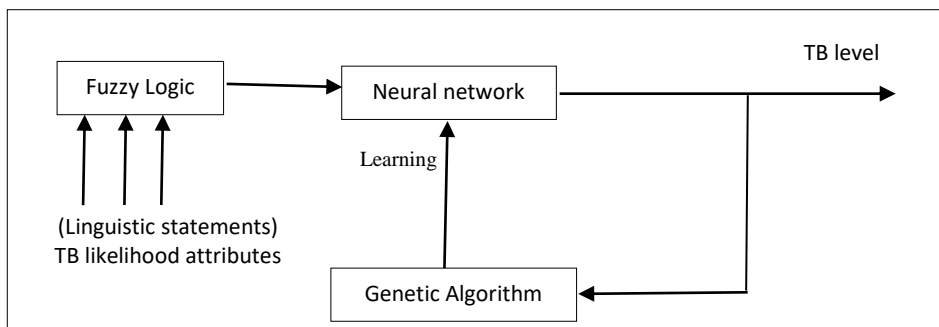 TB level
Fuzzy Logic
Neural network
Learning
(Linguistic statements)
TB likelihood attributes
Genetic Algorithm